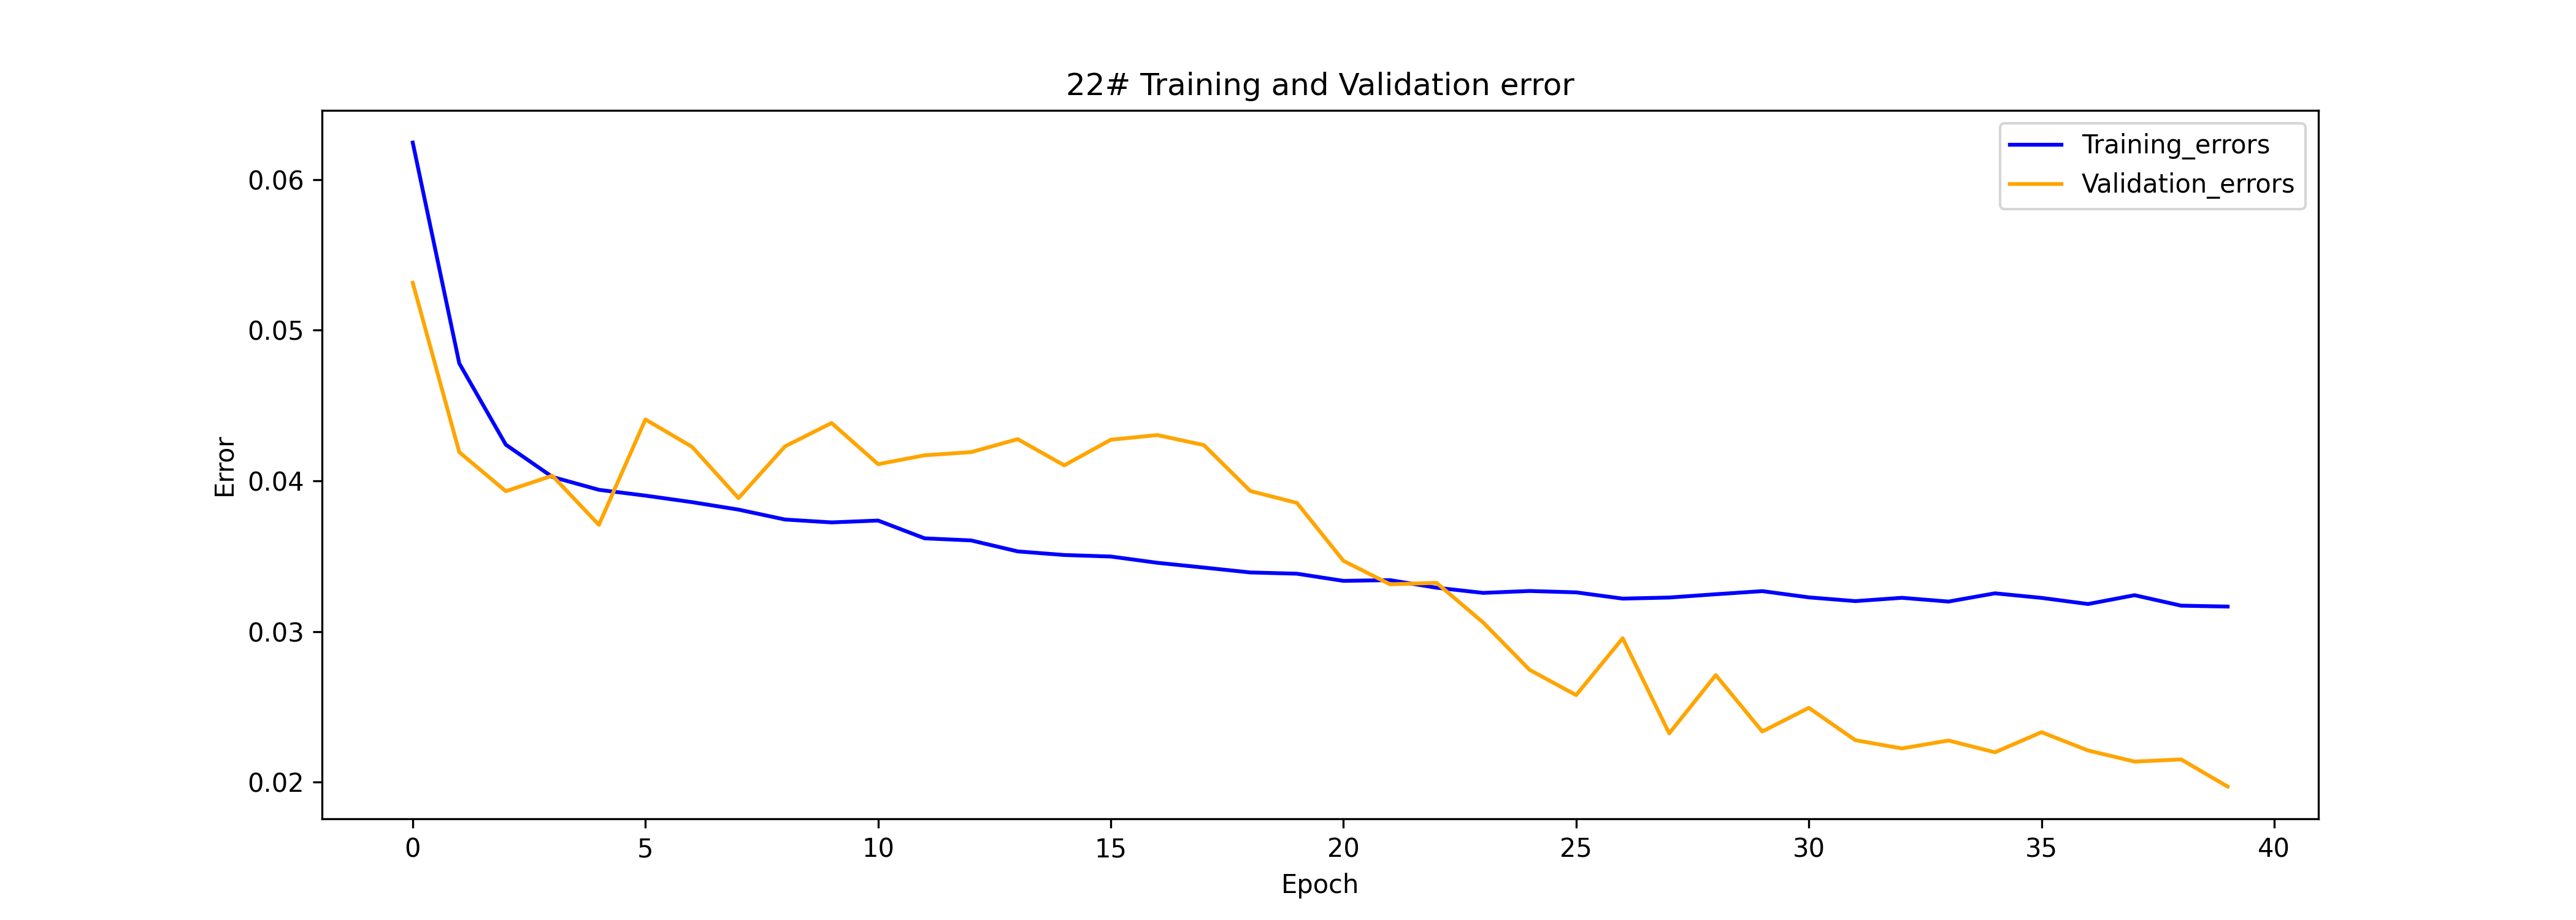 22# Training and Validation error
Training_errors
Validation_errors
0.06
0.05
0.04
0.03
0.02
Error
0 5 10 15 20 25 30 35 40
Epoch